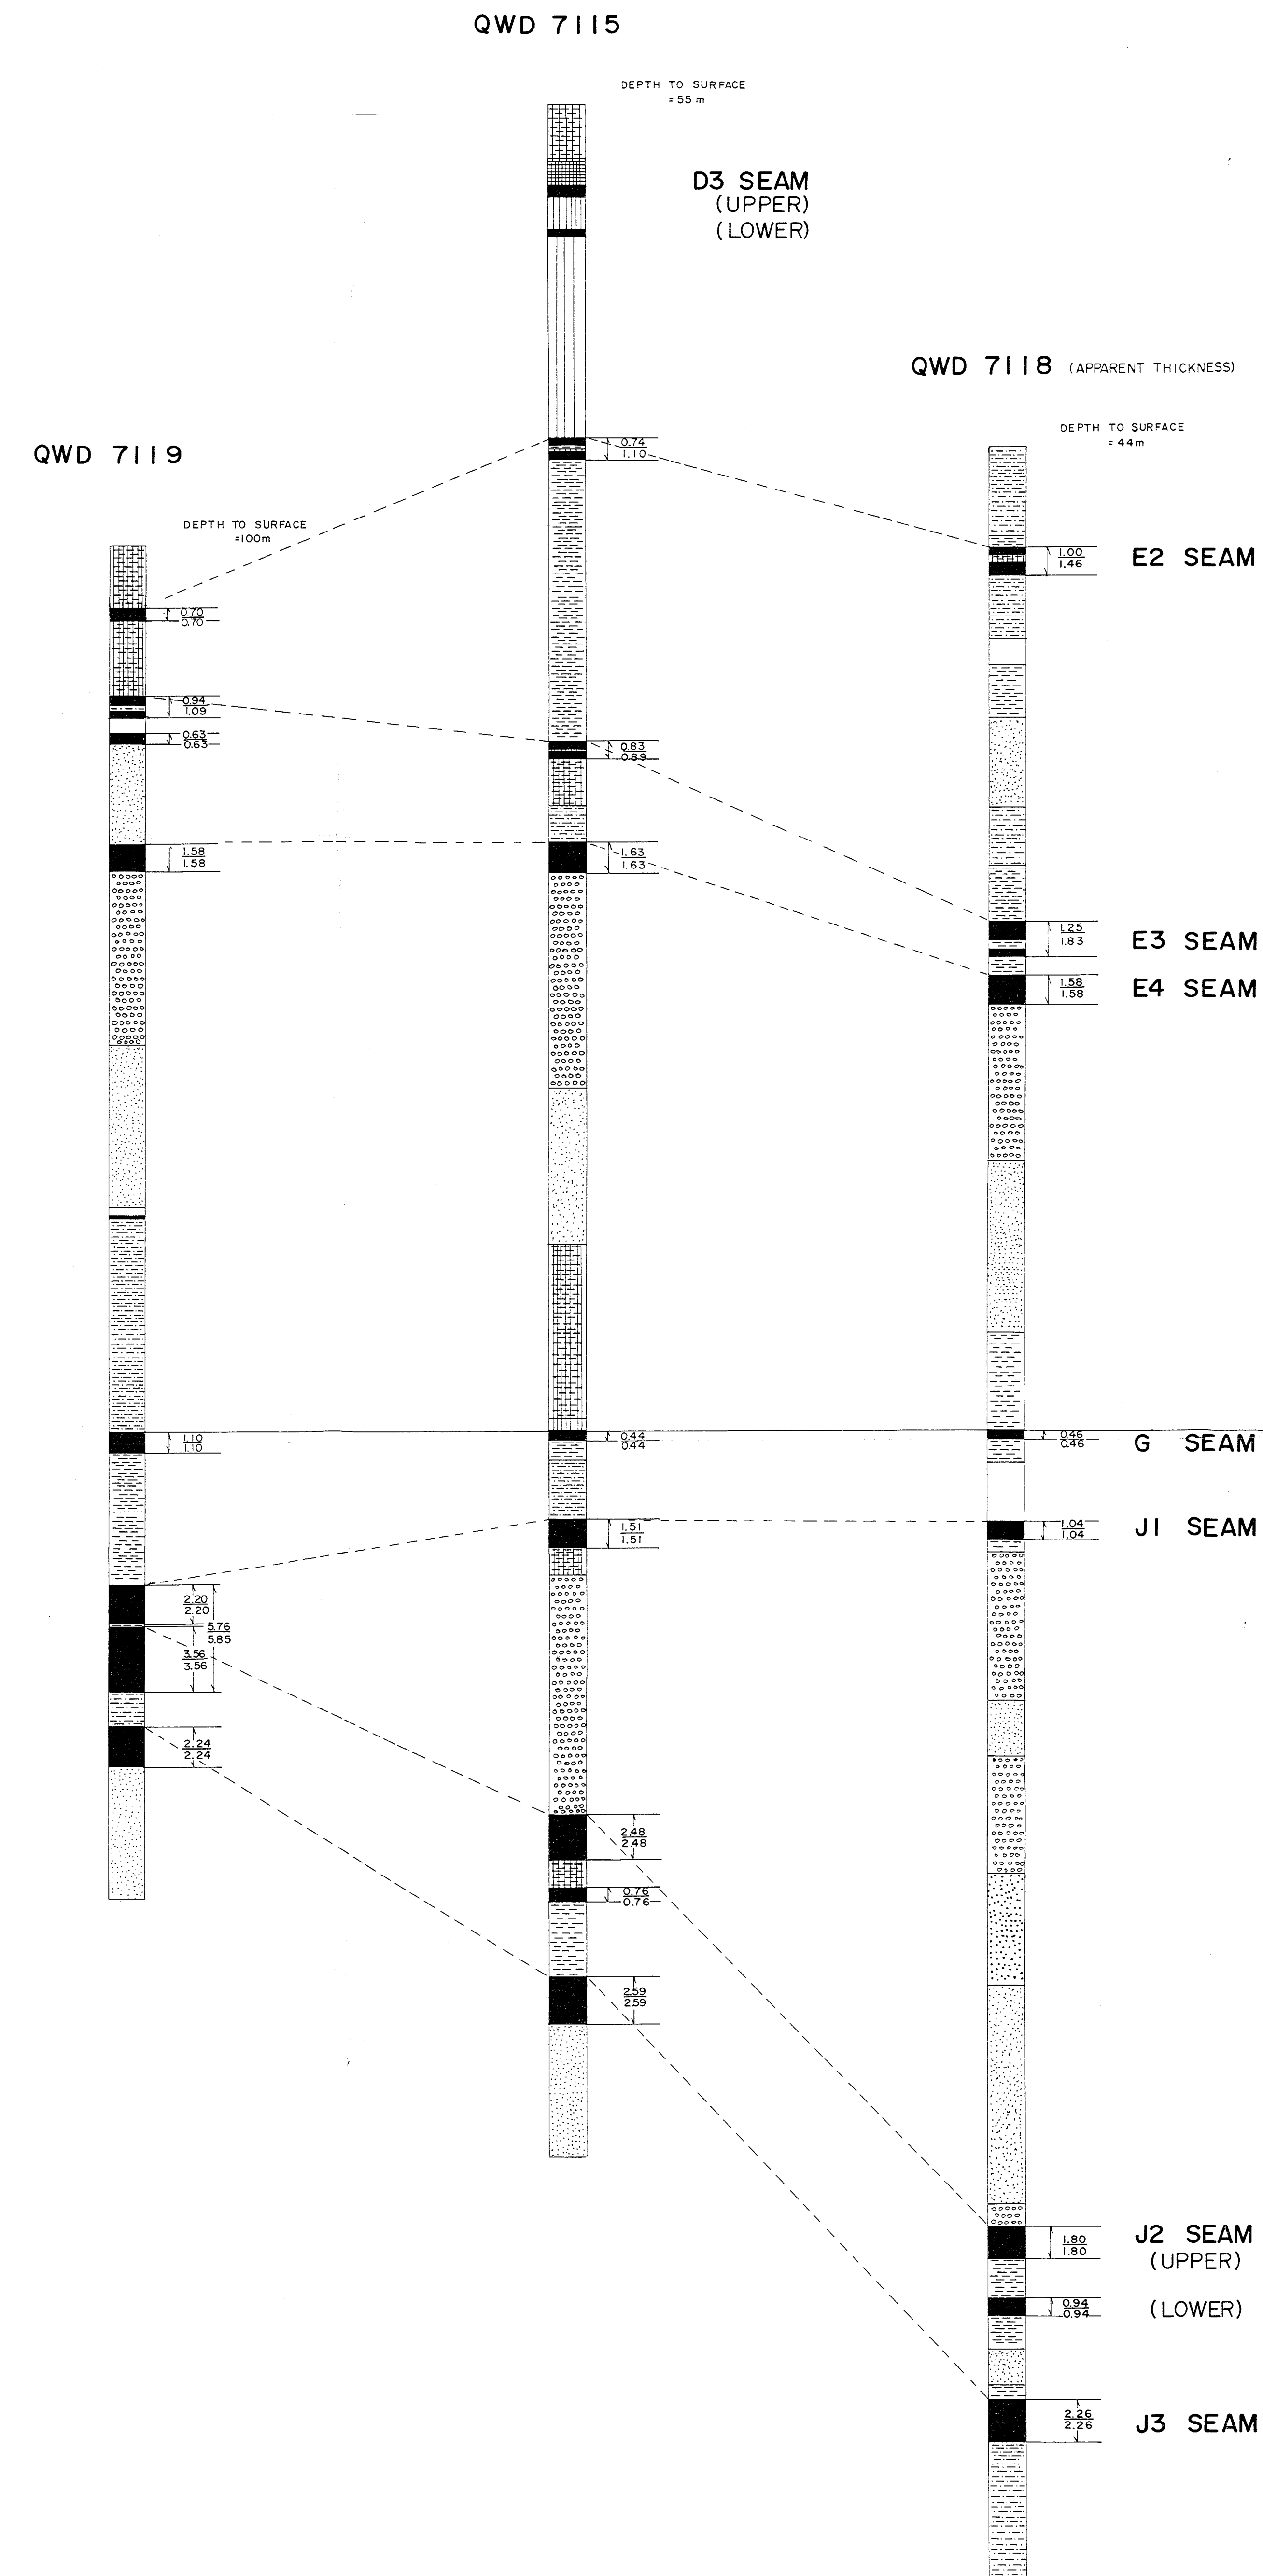 QWD 7115
DEPTH TO SURFACE
= 55 m
D3 SEAM
(UPPER)
(LOWER)
QWD 7118 (APPARENT THICKNESS)
DEPTH TO SURFACE
= 44m
QWD 7119
DEPTH TO SURFACE
=100m
0.74
1.10
1.00
1.46
E2 SEAM
0.70
0.70
0.94
1.09
0.63
0.63
0.83
0.89
1.58
1.58
1.63
1.63
1.25
1.83
E3 SEAM
1.58
1.58
E4 SEAM
1.10
1.10
0.44
0.44
0.46
0.46
G SEAM
1.51
1.51
1.04
1.04
J1 SEAM
2.20
2.20
5.76
5.85
3.56
3.56
2.24
2.24
2.48
2.48
0.76
0.76
2.59
2.59
1.80
1.80
J2 SEAM
(UPPER)
0.94
0.94
(LOWER)
2.26
2.26
J3 SEAM